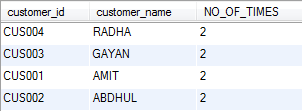 customer_id customer_name NO_OF_TIMES
CUS004 RADHA 2
CUS003 GAYAN 2
CUS001 AMIT 2
CUS002 ABDHUL 2